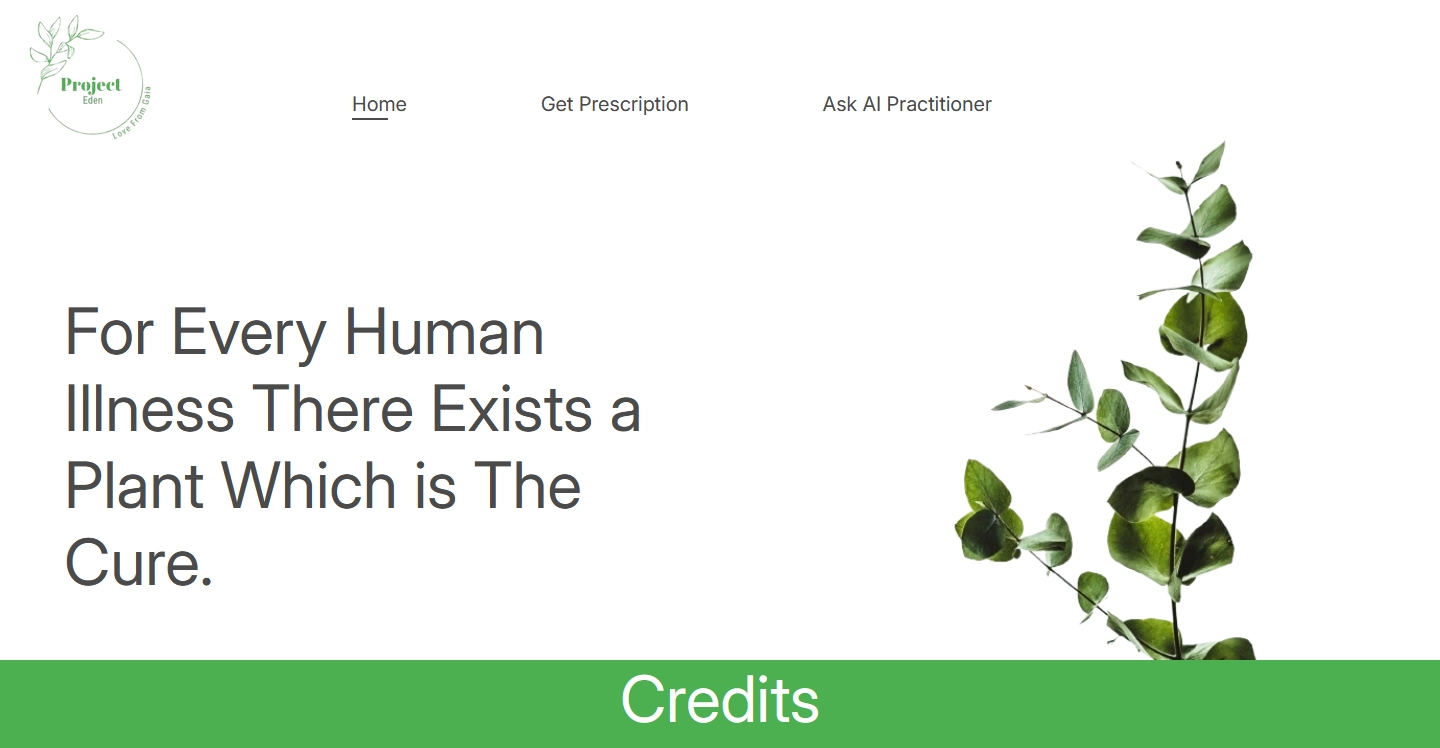 Project
Eden
Love From Gaia
Home
Get Prescription
Ask AI Practitioner
For Every Human
Illness There Exists a
Plant Which is The
Cure.
Credits